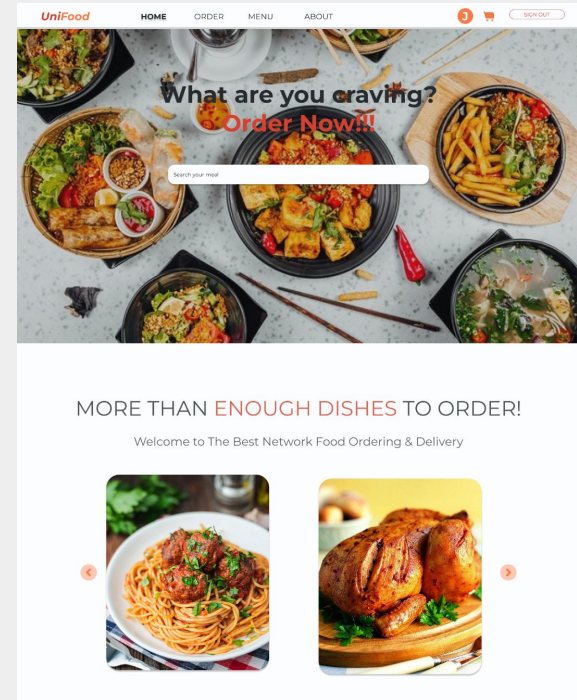 UniFood
HOME
ORDER
MENU
ABOUT
J
SIGN OUT
What are you craving?
Order Now!!!
Search your meal
MORE THAN ENOUGH DISHES TO ORDER!
Welcome to The Best Network Food Ordering & Delivery